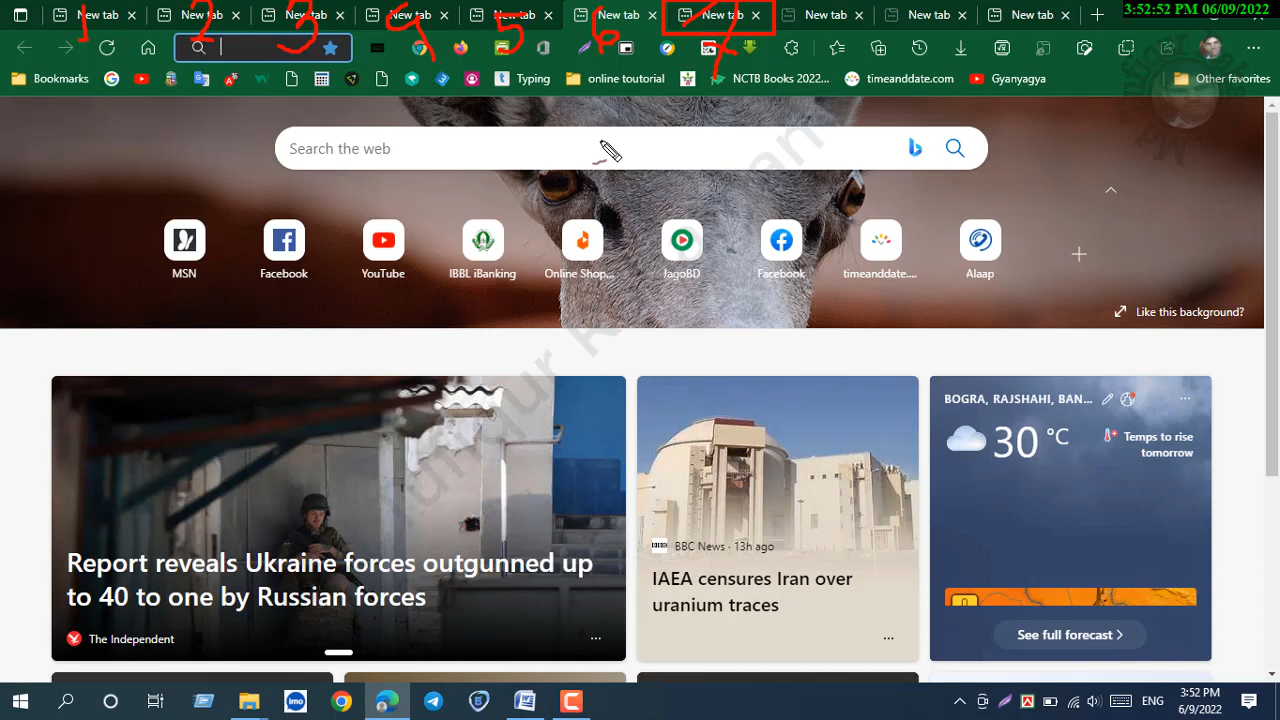 New tab New tab New tab New tab New tab New tab New tab New tab New tab New tab
3:52:52 PM 06/09/2022
1 2 3 4 5 6 7
Bookmarks Typing online toutorial NCTB Books 2022... timeanddate.com Gyanyagya Other favorites
Search the web
MSN Facebook YouTube IBBL iBanking Online Shop... JagoBD Facebook timeanddate.... Alaap
Like this background?
Report reveals Ukraine forces outgunned up
to 40 to one by Russian forces
The Independent
BBC News · 13h ago
IAEA censures Iran over
uranium traces
BOGRA, RAJSHAHI, BAN...
30 °C
Temps to rise
tomorrow
See full forecast
ENG
3:52 PM
6/9/2022